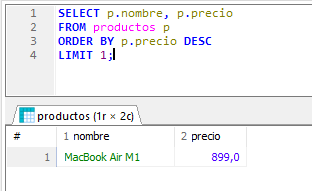 1 SELECT p.nombre, p.precio
2 FROM productos p
3 ORDER BY p.precio DESC
4 LIMIT 1;
productos (1r × 2c)
# 1 nombre 2 precio
1 MacBook Air M1 899,0